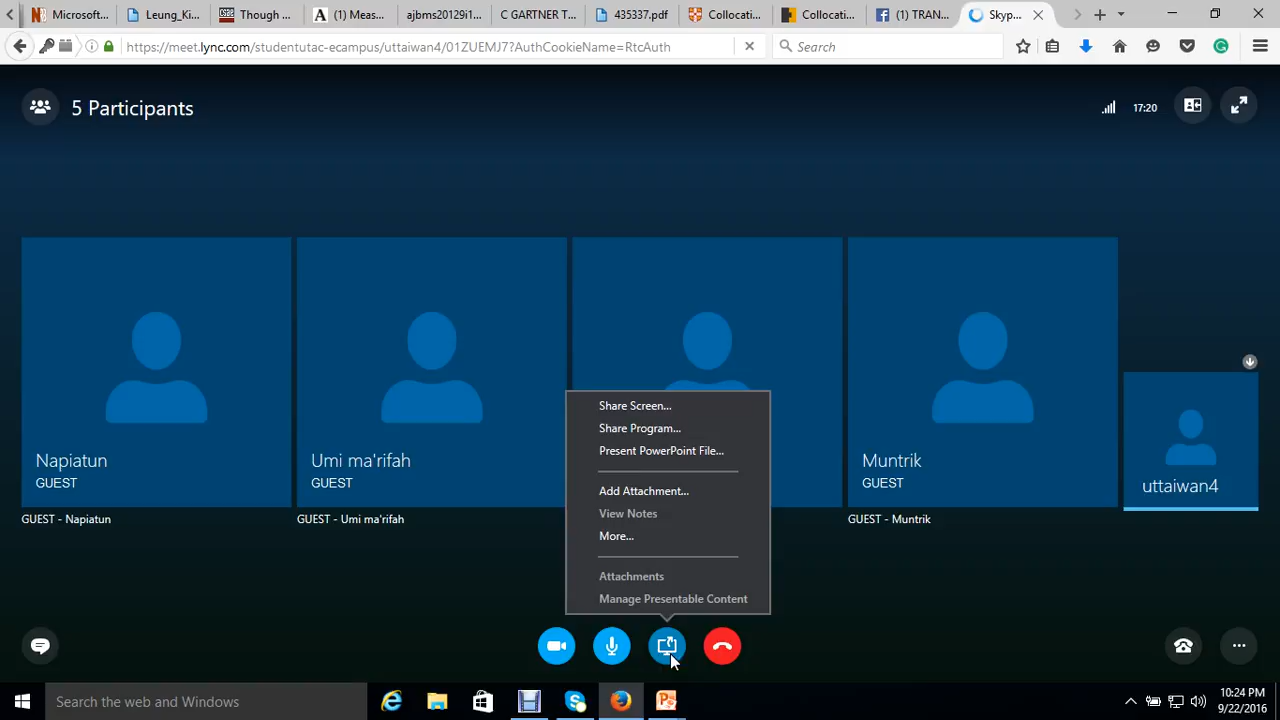 Microsoft...
Leung_Ki...
Though ...
(1) Meas...
ajbms20129i1...
C GARTNER T...
435337.pdf
Collocati...
Collocati...
(1) TRAN...
Skyp...
https://meet.lync.com/studentutac-ecampus/uttaiwan4/01ZUEMJ7?AuthCookieName=RtcAuth
Search
5 Participants
17:20
Napiatun
GUEST
GUEST - Napiatun
Umi ma'rifah
GUEST
GUEST - Umi ma'rifah
Muntrik
GUEST
GUEST - Muntrik
uttaiwan4
Share Screen...
Share Program...
Present PowerPoint File...
Add Attachment...
View Notes
More...
Attachments
Manage Presentable Content
Search the web and Windows
10:24 PM
9/22/2016